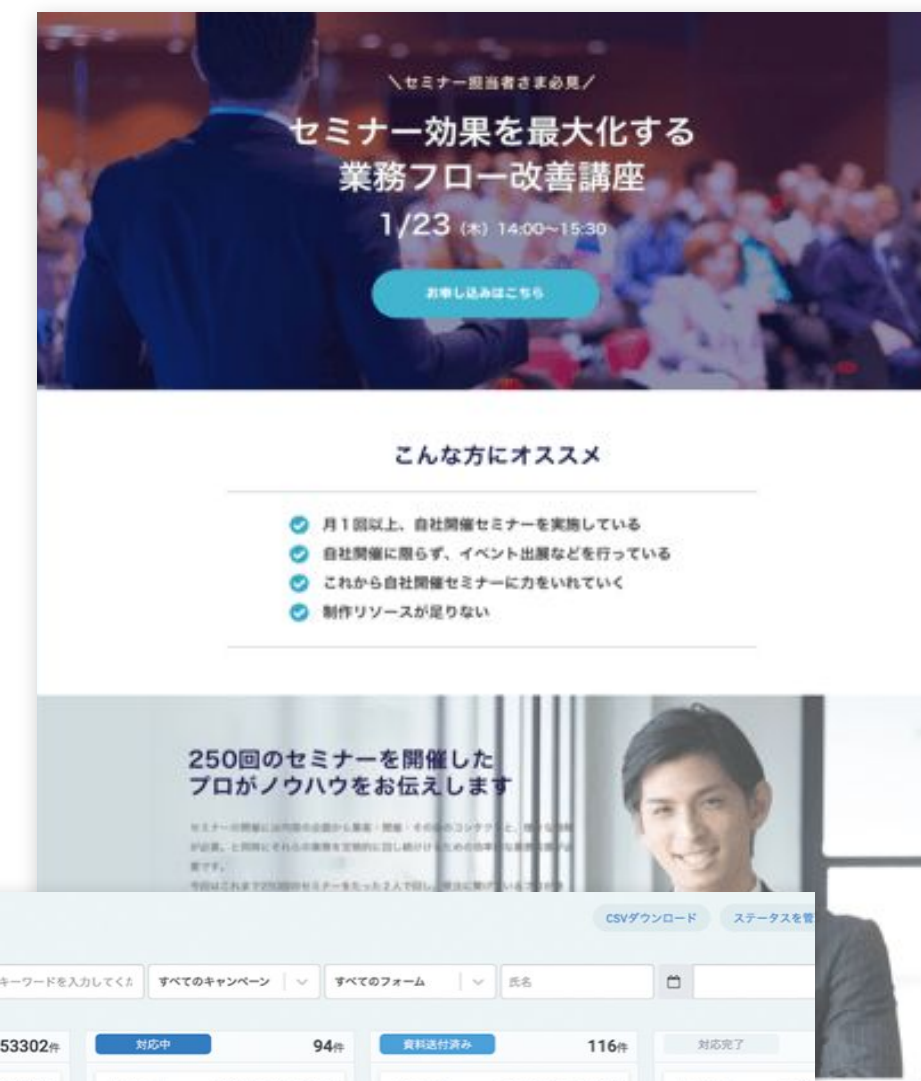 ＼セミナー担当者さま必見／
セミナー効果を最大化する
業務フロー改善講座
1/23 (木) 14:00〜15:30
お申し込みはこちら
こんな方にオススメ
月1回以上、自社開催セミナーを実施している
自社開催に限らず、イベント出展などを行っている
これから自社開催セミナーに力をいれていく
制作リソースが足りない
250回のセミナーを開催した
プロがノウハウをお伝えします
CSVダウンロード
ステータスを管
キーワードを入力してくだ
すべてのキャンペーン
すべてのフォーム
氏名
53302件
対応中
94件
資料送付済み
116件
対応完了